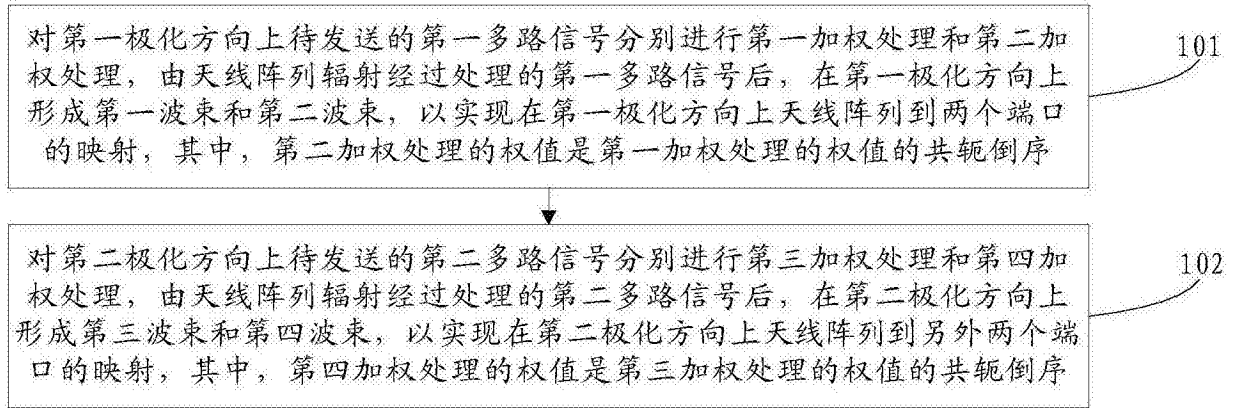 对第一极化方向上待发送的第一多路信号分别进行第一加权处理和第二加
权处理，由天线阵列辐射经过处理的第一多路信号后，在第一极化方向上
形成第一波束和第二波束，以实现在第一极化方向上天线阵列到两个端口
的映射，其中，第二加权处理的权值是第一加权处理的权值的共轭倒序
101
对第二极化方向上待发送的第二多路信号分别进行第三加权处理和第四加
权处理，由天线阵列辐射经过处理的第二多路信号后，在第二极化方向上
形成第三波束和第四波束，以实现在第二极化方向上天线阵列到另外两个端
口的映射，其中，第四加权处理的权值是第三加权处理的权值的共轭倒序
102